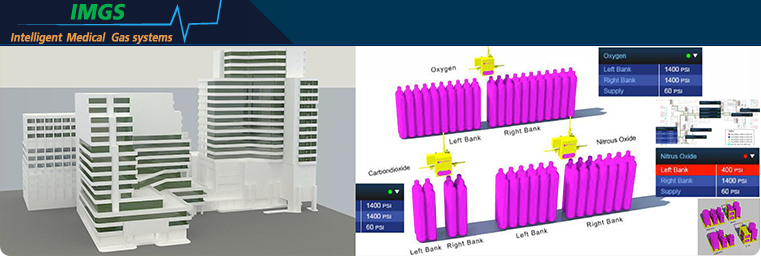 IMGS
Intelligent Medical Gas systems
Oxygen
Left Bank
Right Bank
Oxygen
Left Bank 1400 PSI
Right Bank 1400 PSI
Supply 60 PSI
Carbondioxide
Left Bank Right Bank
1400 PSI
1400 PSI
60 PSI
Nitrous Oxide
Left Bank
Right Bank
Nitrus Oxide
Left Bank 400 PSI
Right Bank 1400 PSI
Supply 60 PSI